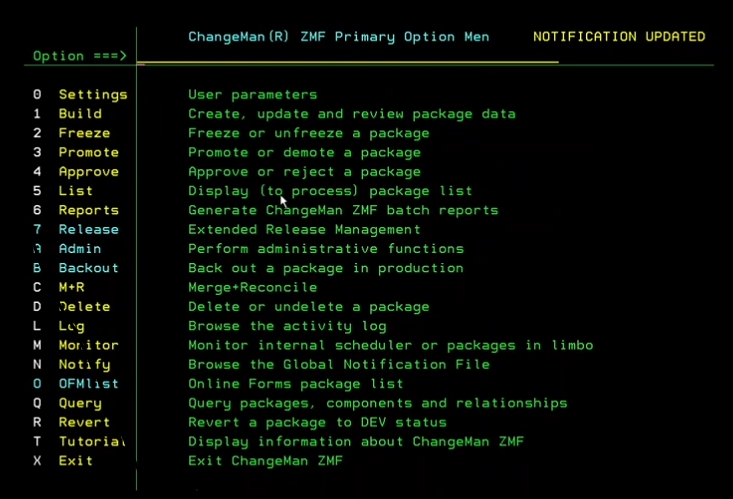 ChangeMan(R) ZMF Primary Option Men NOTIFICATION UPDATED
Option ===>
0 Settings User parameters
1 Build Create, update and review package data
2 Freeze Freeze or unfreeze a package
3 Promote Promote or demote a package
4 Approve Approve or reject a package
5 List Display (to process) package list
6 Reports Generate ChangeMan ZMF batch reports
7 Release Extended Release Management
A Admin Perform administrative functions
B Backout Back out a package in production
C M+R Merge+Reconcile
D Delete Delete or undelete a package
L Log Browse the activity log
M Monitor Monitor internal scheduler or packages in limbo
N Notify Browse the Global Notification File
O OFMlist Online Forms package list
Q Query Query packages, components and relationships
R Revert Revert a package to DEV status
T Tutorial Display information about ChangeMan ZMF
X Exit Exit ChangeMan ZMF